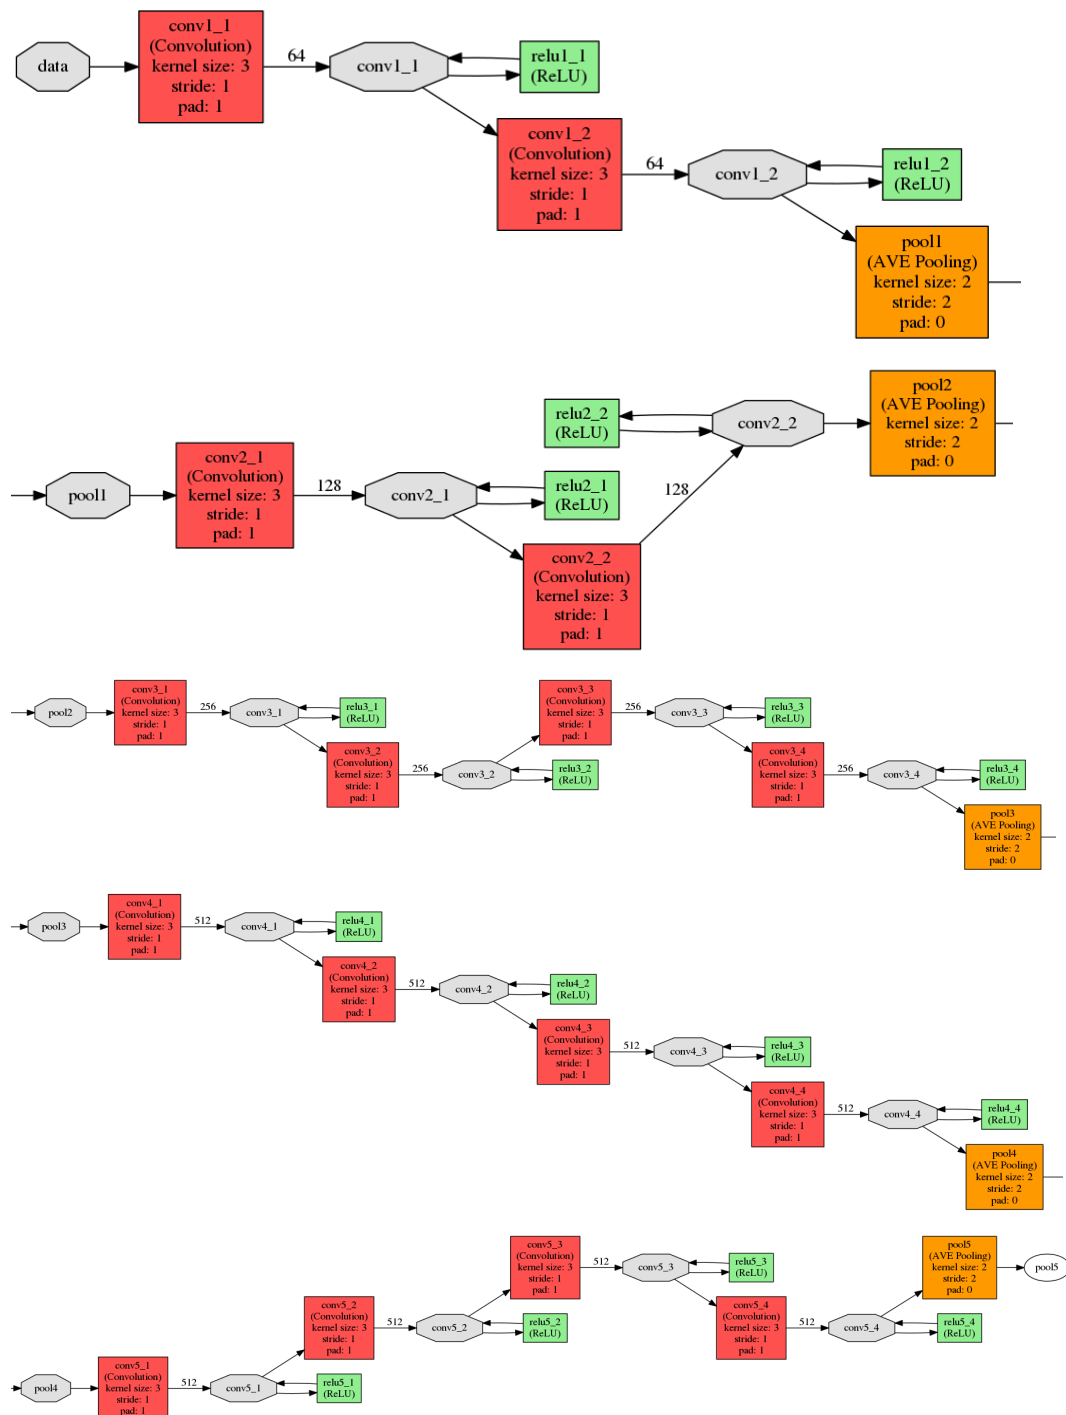 data
conv1_1
(Convolution)
kernel size: 3
stride: 1
pad: 1
64
conv1_1
relu1_1
(ReLU)
conv1_2
(Convolution)
kernel size: 3
stride: 1
pad: 1
64
conv1_2
relu1_2
(ReLU)
pool1
(AVE Pooling)
kernel size: 2
stride: 2
pad: 0
pool1
conv2_1
(Convolution)
kernel size: 3
stride: 1
pad: 1
128
conv2_1
relu2_1
(ReLU)
conv2_2
(Convolution)
kernel size: 3
stride: 1
pad: 1
128
relu2_2
(ReLU)
conv2_2
pool2
(AVE Pooling)
kernel size: 2
stride: 2
pad: 0
pool2
conv3_1
(Convolution)
kernel size: 3
stride: 1
pad: 1
256
conv3_1
relu3_1
(ReLU)
conv3_2
(Convolution)
kernel size: 3
stride: 1
pad: 1
256
conv3_2
relu3_2
(ReLU)
conv3_3
(Convolution)
kernel size: 3
stride: 1
pad: 1
256
conv3_3
relu3_3
(ReLU)
conv3_4
(Convolution)
kernel size: 3
stride: 1
pad: 1
256
conv3_4
relu3_4
(ReLU)
pool3
(AVE Pooling)
kernel size: 2
stride: 2
pad: 0
pool3
conv4_1
(Convolution)
kernel size: 3
stride: 1
pad: 1
512
conv4_1
relu4_1
(ReLU)
conv4_2
(Convolution)
kernel size: 3
stride: 1
pad: 1
512
conv4_2
relu4_2
(ReLU)
conv4_3
(Convolution)
kernel size: 3
stride: 1
pad: 1
512
conv4_3
relu4_3
(ReLU)
conv4_4
(Convolution)
kernel size: 3
stride: 1
pad: 1
512
conv4_4
relu4_4
(ReLU)
pool4
(AVE Pooling)
kernel size: 2
stride: 2
pad: 0
pool4
conv5_1
(Convolution)
kernel size: 3
stride: 1
pad: 1
512
conv5_1
relu5_1
(ReLU)
conv5_2
(Convolution)
kernel size: 3
stride: 1
pad: 1
512
conv5_2
relu5_2
(ReLU)
conv5_3
(Convolution)
kernel size: 3
stride: 1
pad: 1
512
conv5_3
relu5_3
(ReLU)
conv5_4
(Convolution)
kernel size: 3
stride: 1
pad: 1
512
conv5_4
relu5_4
(ReLU)
pool5
(AVE Pooling)
kernel size: 2
stride: 2
pad: 0
pool5